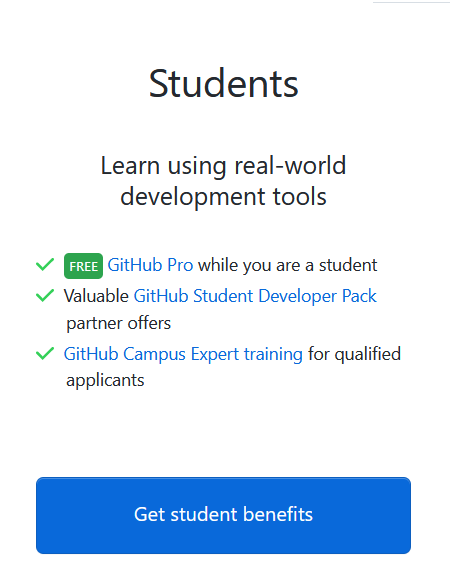 Students
Learn using real-world
development tools
FREE GitHub Pro while you are a student
Valuable GitHub Student Developer Pack
partner offers
GitHub Campus Expert training for qualified
applicants
Get student benefits